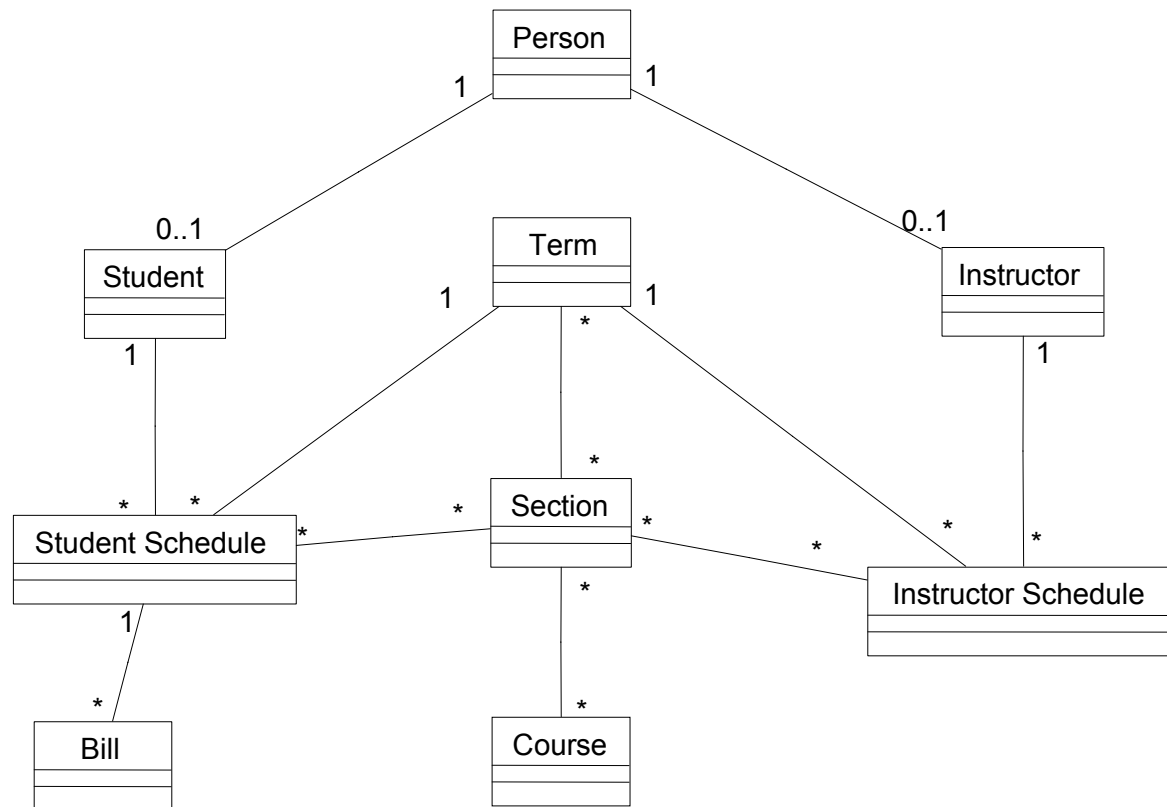 Person
1
1
0..1
0..1
Student
Term
Instructor
1
1
1
*
1
*
*
*
*
*
Section
*
*
*
*
Student Schedule
Instructor Schedule
*
1
*
*
Bill
Course